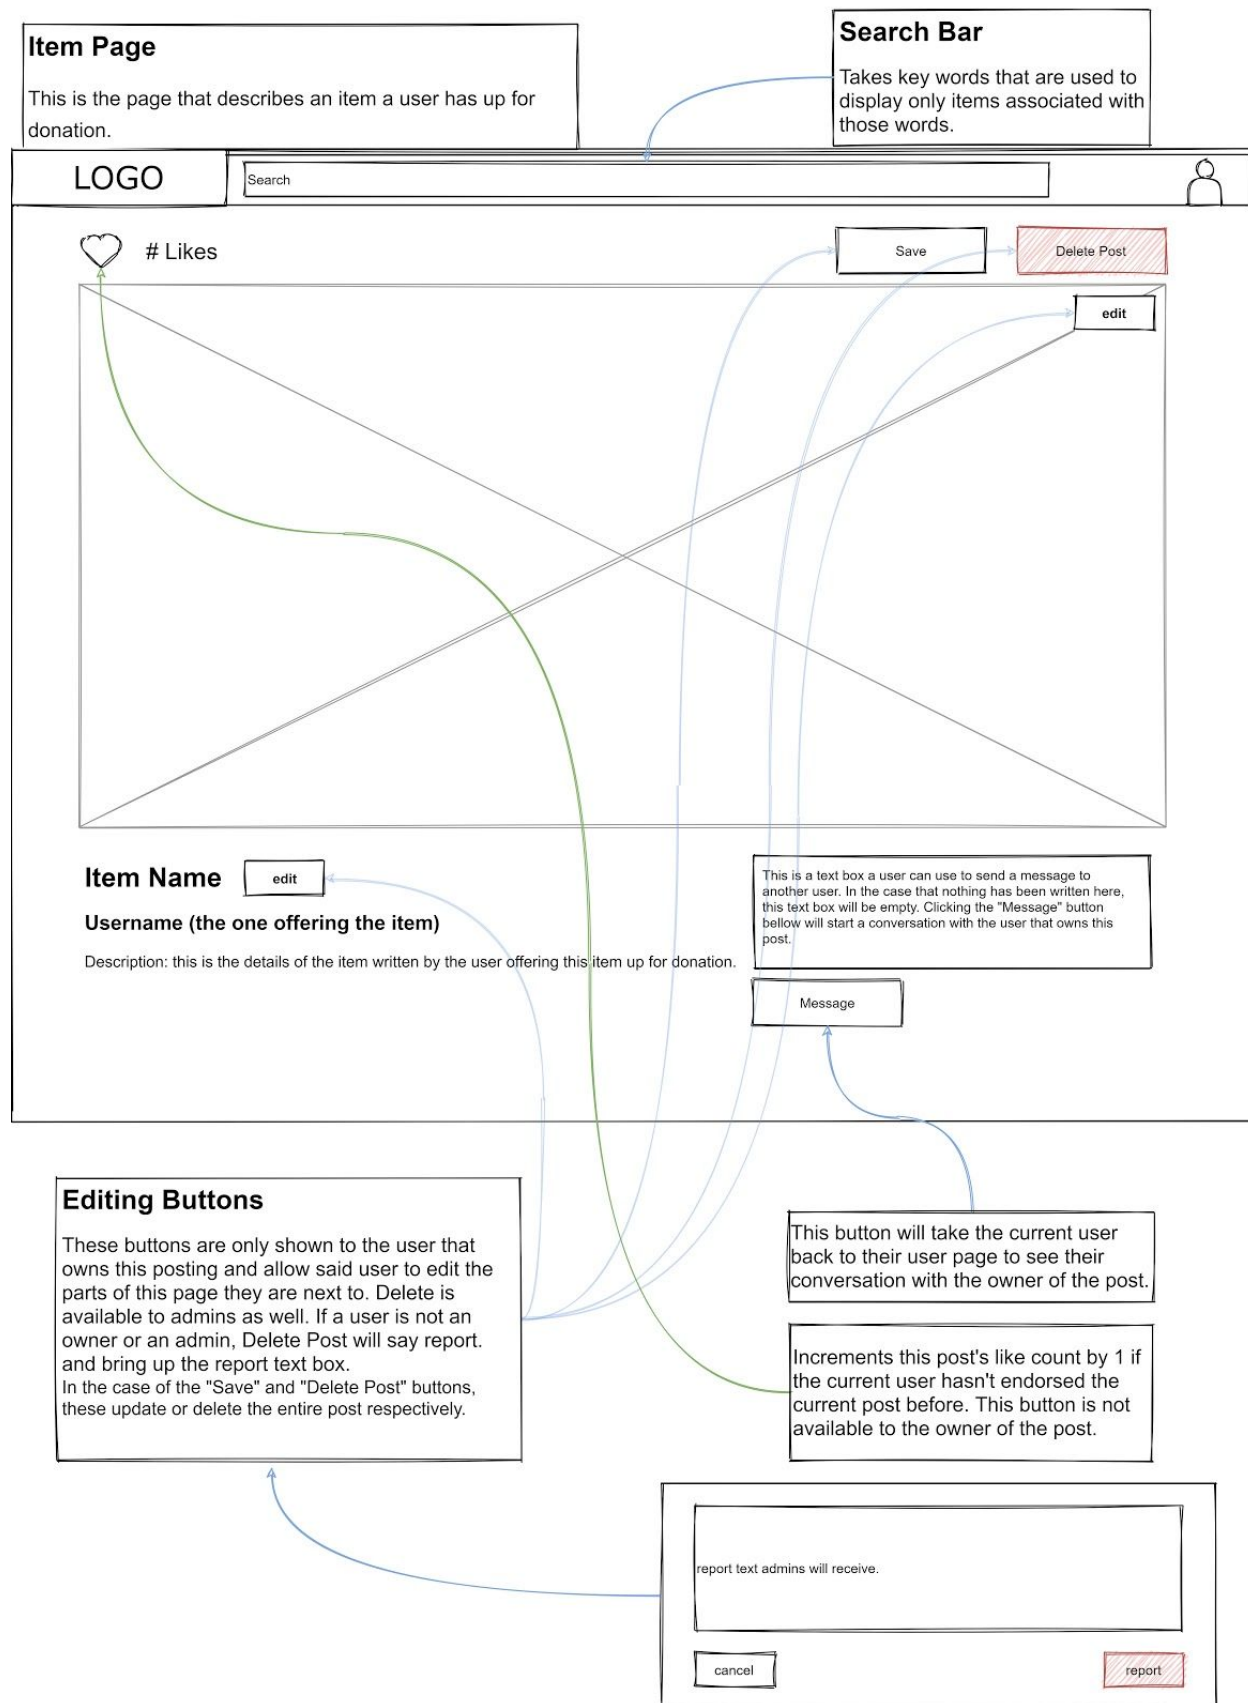 Item Page
This is the page that describes an item a user has up for
donation.
Search Bar
Takes key words that are used to
display only items associated with
those words.
LOGO
Search
# Likes
Save
Delete Post
edit
Item Name
edit
Username (the one offering the item)
Description: this is the details of the item written by the user offering this item up for donation.
This is a text box a user can use to send a message to
another user. In the case that nothing has been written here,
this text box will be empty. Clicking the "Message" button
bellow will start a conversation with the user that owns this
post.
Message
Editing Buttons
These buttons are only shown to the user that
owns this posting and allow said user to edit the
parts of this page they are next to. Delete is
available to admins as well. If a user is not an
owner or an admin, Delete Post will say report.
and bring up the report text box.
In the case of the "Save" and "Delete Post" buttons,
these update or delete the entire post respectively.
This button will take the current user
back to their user page to see their
conversation with the owner of the post.
Increments this post's like count by 1 if
the current user hasn't endorsed the
current post before. This button is not
available to the owner of the post.
report text admins will receive.
cancel
report